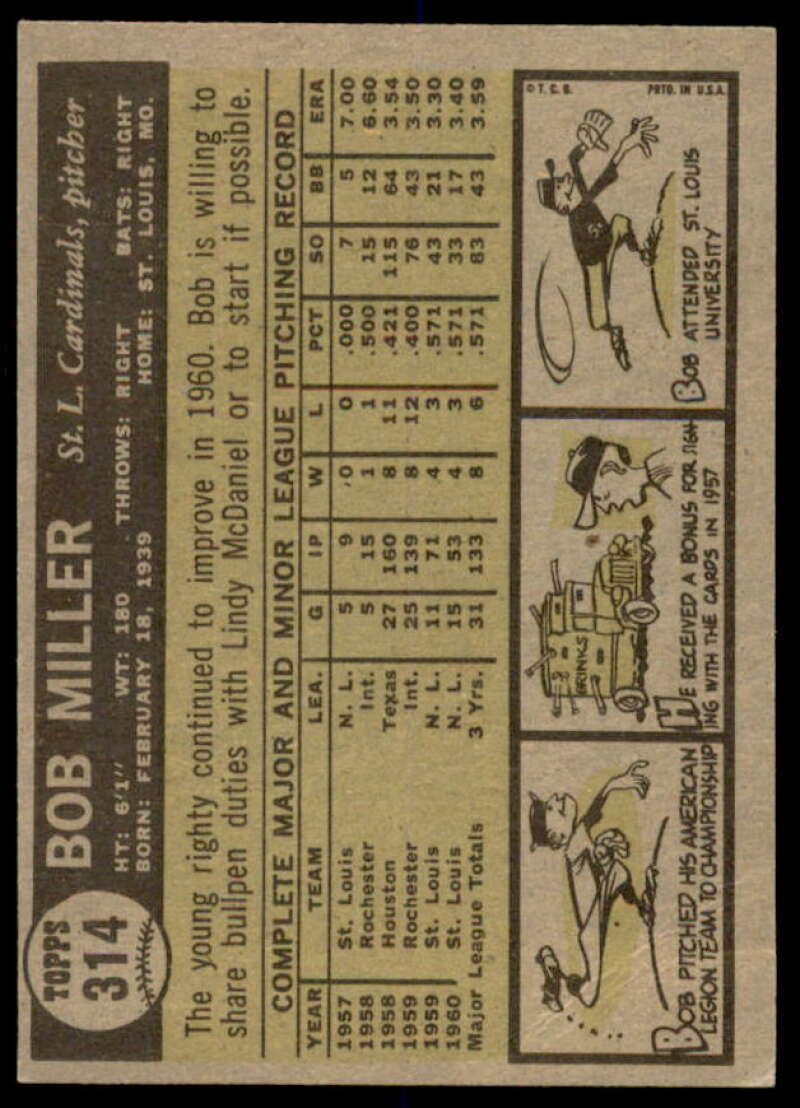 TOPPS
314
BOB MILLER St. L. Cardinals, pitcher
HT: 6'1" WT: 180 THROWS: RIGHT BATS: RIGHT
BORN: FEBRUARY 18, 1939 HOME: ST. LOUIS, MO.
The young righty continued to improve in 1960. Bob is willing to
share bullpen duties with Lindy McDaniel or to start if possible.
COMPLETE MAJOR AND MINOR LEAGUE PITCHING RECORD
YEAR TEAM LEA. G IP W L PCT SO BB ERA
1957 St. Louis N. L. 5 9 0 0 .000 7 5 7.00
1958 Rochester Int. 5 15 1 1 .500 15 12 6.60
1958 Houston Texas 27 160 8 11 .421 115 64 3.54
1959 Rochester Int. 25 139 8 12 .400 76 43 3.50
1959 St. Louis N. L. 11 71 4 3 .571 43 21 3.30
1960 St. Louis N. L. 15 53 4 3 .571 33 17 3.40
Major League Totals 3 Yrs. 31 133 8 6 .571 83 43 3.59
BOB PITCHED HIS AMERICAN
LEGION TEAM TO CHAMPIONSHIP
BRINKS
HE RECEIVED A BONUS FOR SIGN-
ING WITH THE CARDS IN 1957
© T. C. G. PRTD. IN U.S.A.
BOB ATTENDED ST. LOUIS
UNIVERSITY